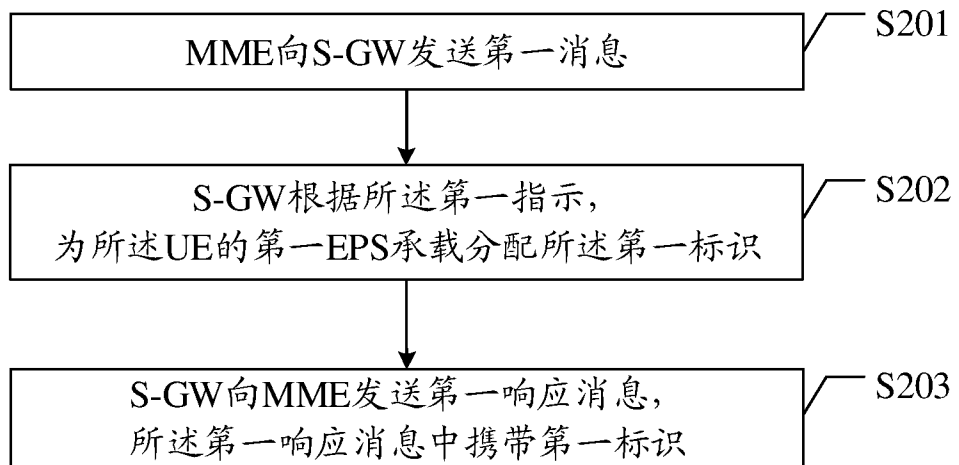 MME向S-GW发送第一消息
S201
S-GW根据所述第一指示，
为所述UE的第一EPS承载分配所述第一标识
S202
S-GW向MME发送第一响应消息，
所述第一响应消息中携带第一标识
S203